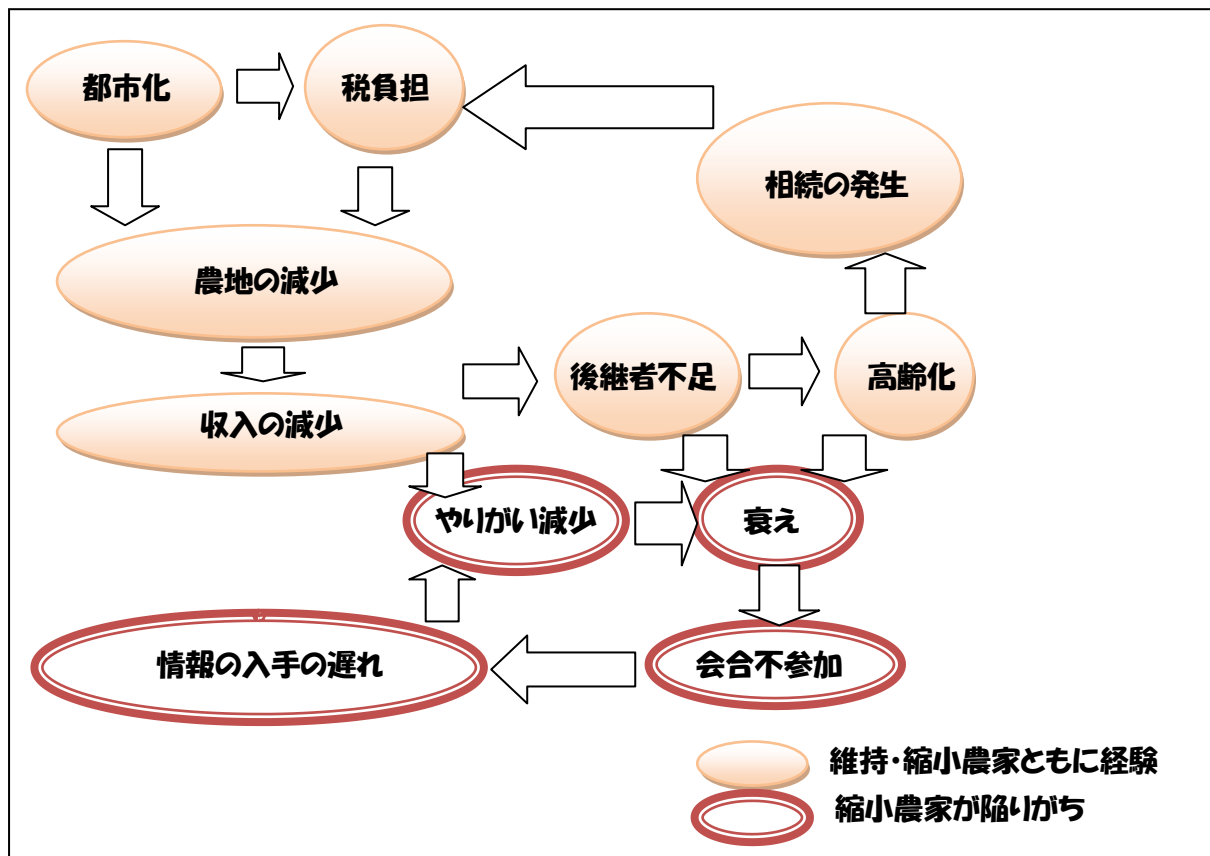 都市化
税負担
相続の発生
農地の減少
後継者不足
高齢化
収入の減少
やりがい減少
衰え
情報の入手の遅れ
会合不参加
維持・縮小農家ともに経験
縮小農家が陥りがち